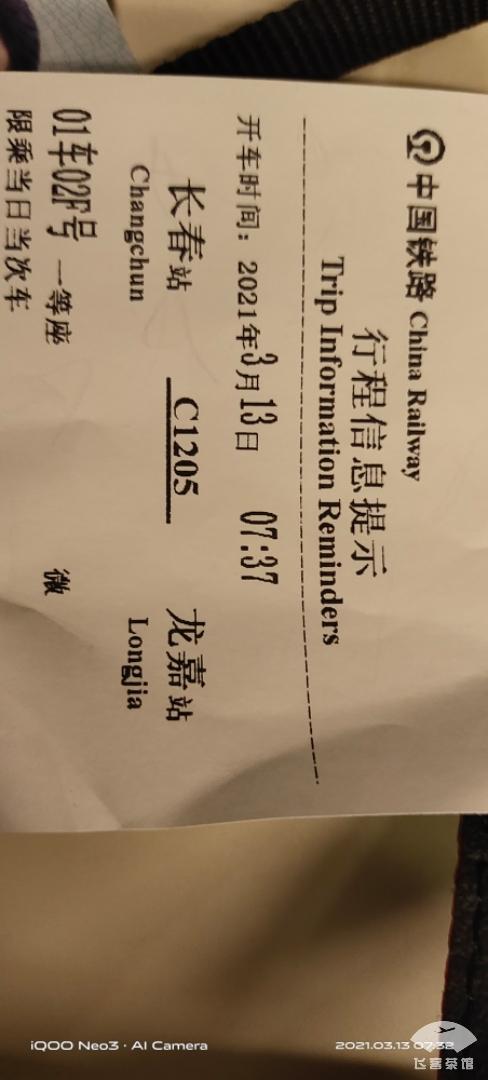 中国铁路 China Railway
行程信息提示
Trip Information Reminders
开车时间：2021年3月13日 07:37
长春站 C1205 龙嘉站
Changchun Longjia
01车02F号 一等座 微
限乘当日当次车
iQOO Neo3 · AI Camera
2021.03.13 07:32
飞客茶馆